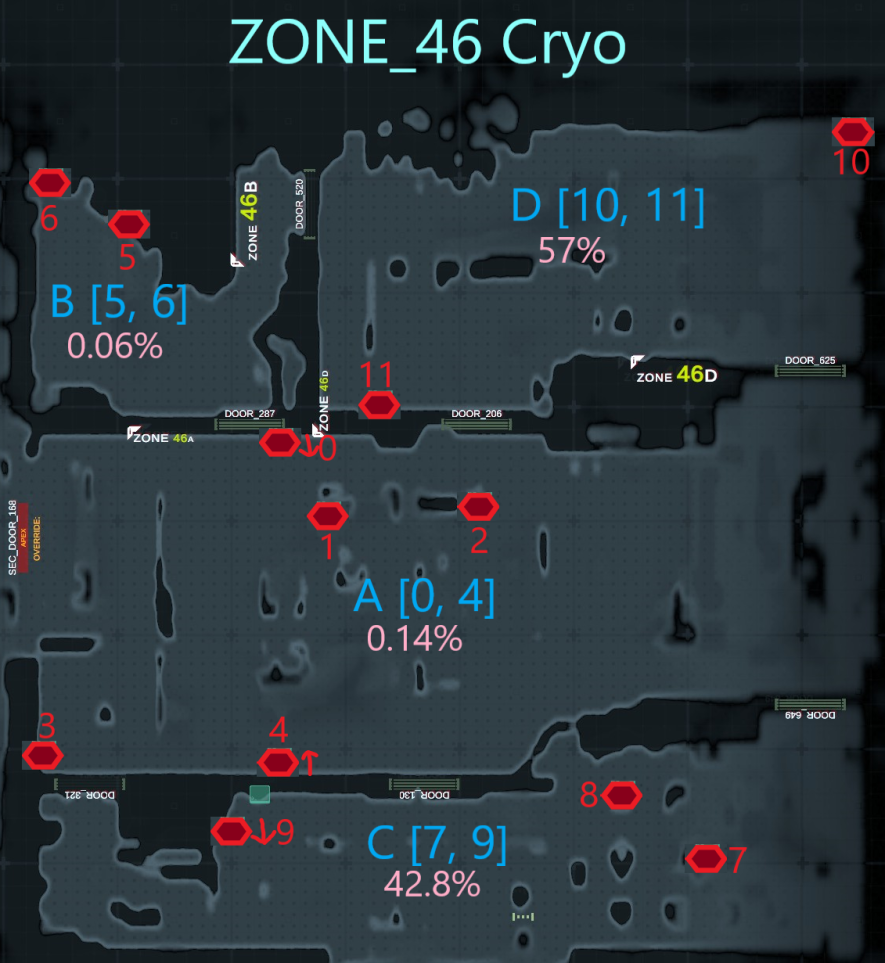 ZONE_46 Cryo
10
6
5
ZONE 46B
DOOR_520
D [10, 11]
57%
B [5, 6]
0.06%
DOOR_625
ZONE 46D
11
ZONE 46D
DOOR_287
DOOR_206
ZONE 46A
0
1
2
SEC_DOOR_168
APEX
OVERRIDE:
A [0, 4]
0.14%
3
4
DOOR_649
DOOR_321
DOOR_130
8
9
C [7, 9]
42.8%
7